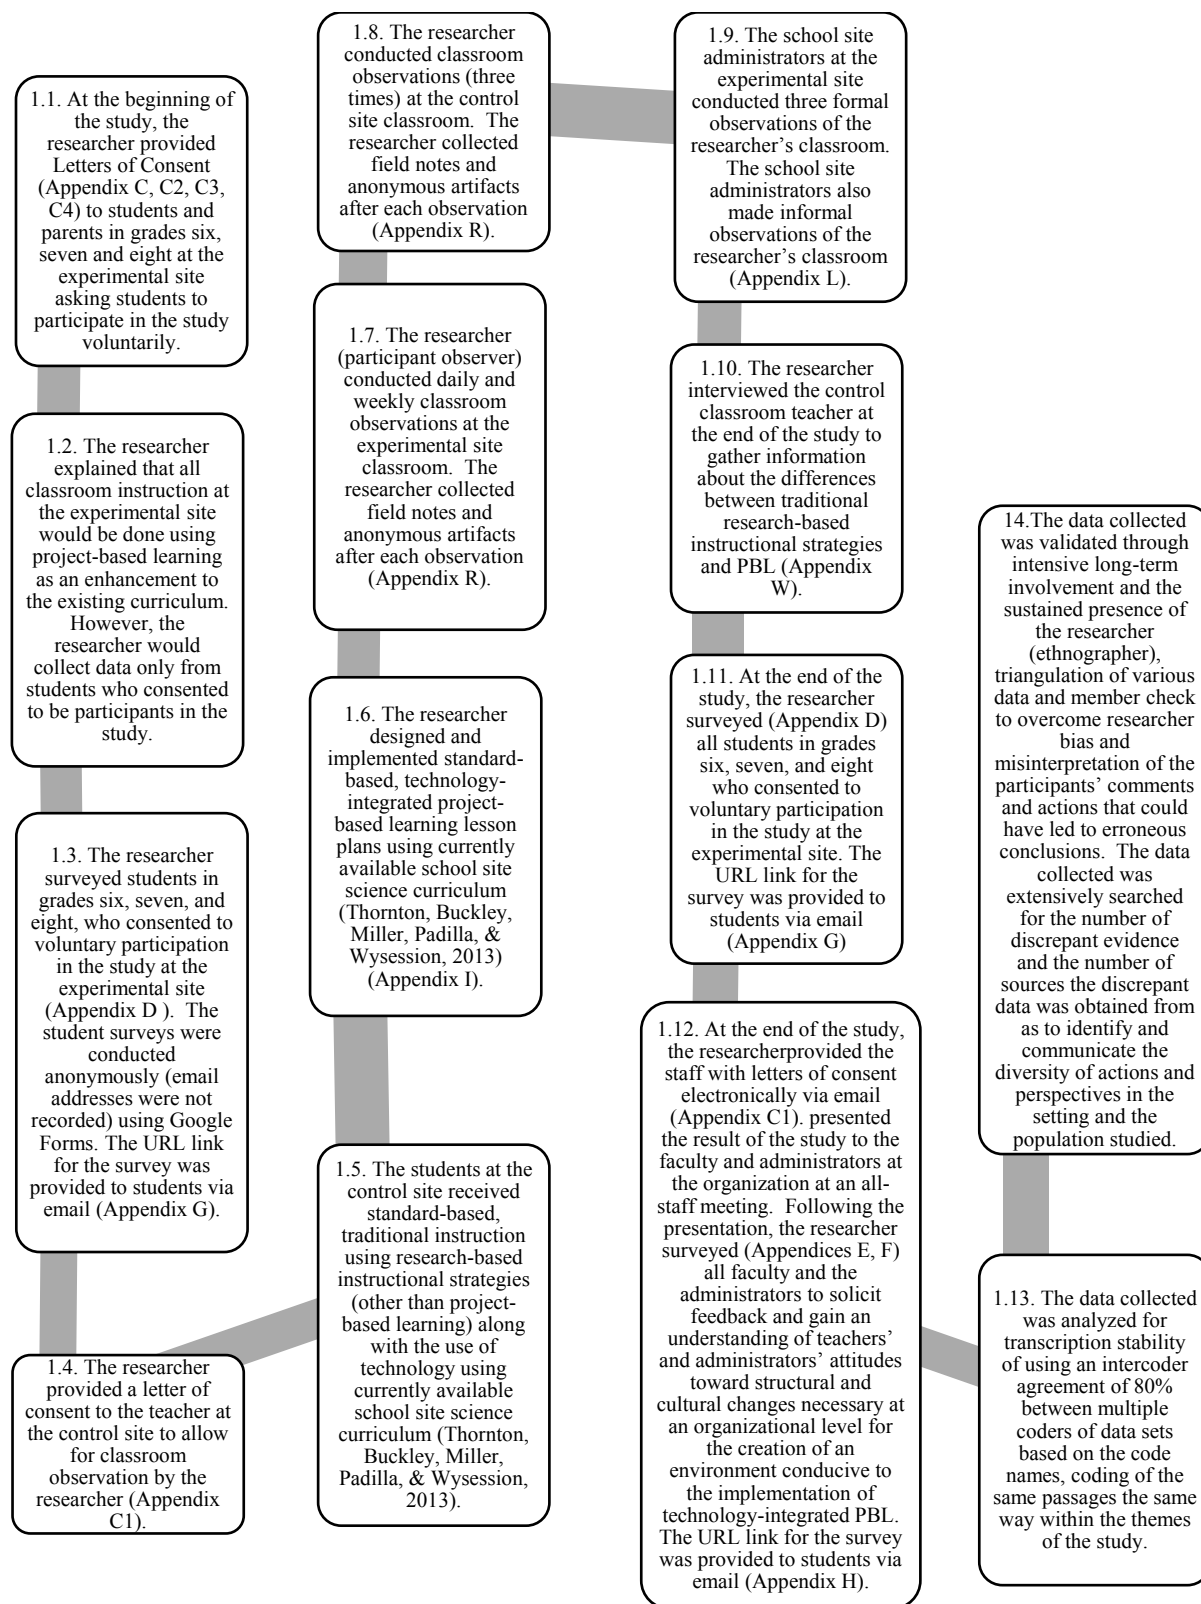 1.1. At the beginning of
the study, the
researcher provided
Letters of Consent
(Appendix C, C2, C3,
C4) to students and
parents in grades six,
seven and eight at the
experimental site
asking students to
participate in the study
voluntarily.
1.2. The researcher
explained that all
classroom instruction at
the experimental site
would be done using
project-based learning
as an enhancement to
the existing curriculum.
However, the
researcher would
collect data only from
students who consented
to be participants in the
study.
1.3. The researcher
surveyed students in
grades six, seven, and
eight, who consented to
voluntary participation
in the study at the
experimental site
(Appendix D ). The
student surveys were
conducted
anonymously (email
addresses were not
recorded) using Google
Forms. The URL link
for the survey was
provided to students via
email (Appendix G).
1.4. The researcher
provided a letter of
consent to the teacher at
the control site to allow
for classroom
observation by the
researcher (Appendix
C1).
1.5. The students at the
control site received
standard-based,
traditional instruction
using research-based
instructional strategies
(other than project-
based learning) along
with the use of
technology using
currently available
school site science
curriculum (Thornton,
Buckley, Miller,
Padilla, & Wysession,
2013).
1.6. The researcher
designed and
implemented standard-
based, technology-
integrated project-
based learning lesson
plans using currently
available school site
science curriculum
(Thornton, Buckley,
Miller, Padilla, &
Wysession, 2013)
(Appendix I).
1.7. The researcher
(participant observer)
conducted daily and
weekly classroom
observations at the
experimental site
classroom. The
researcher collected
field notes and
anonymous artifacts
after each observation
(Appendix R).
1.8. The researcher
conducted classroom
observations (three
times) at the control
site classroom. The
researcher collected
field notes and
anonymous artifacts
after each observation
(Appendix R).
1.9. The school site
administrators at the
experimental site
conducted three formal
observations of the
researcher's classroom.
The school site
administrators also
made informal
observations of the
researcher's classroom
(Appendix L).
1.10. The researcher
interviewed the control
classroom teacher at
the end of the study to
gather information
about the differences
between traditional
research-based
instructional strategies
and PBL (Appendix
W).
1.11. At the end of the
study, the researcher
surveyed (Appendix D)
all students in grades
six, seven, and eight
who consented to
voluntary participation
in the study at the
experimental site. The
URL link for the
survey was provided to
students via email
(Appendix G)
1.12. At the end of the study,
the researcherprovided the
staff with letters of consent
electronically via email
(Appendix C1). presented
the result of the study to the
faculty and administrators at
the organization at an all-
staff meeting. Following the
presentation, the researcher
surveyed (Appendices E, F)
all faculty and the
administrators to solicit
feedback and gain an
understanding of teachers'
and administrators' attitudes
toward structural and
cultural changes necessary at
an organizational level for
the creation of an
environment conducive to
the implementation of
technology-integrated PBL.
The URL link for the survey
was provided to students via
email (Appendix H).
1.13. The data collected
was analyzed for
transcription stability
of using an intercoder
agreement of 80%
between multiple
coders of data sets
based on the code
names, coding of the
same passages the same
way within the themes
of the study.
14.The data collected
was validated through
intensive long-term
involvement and the
sustained presence of
the researcher
(ethnographer),
triangulation of various
data and member check
to overcome researcher
bias and
misinterpretation of the
participants' comments
and actions that could
have led to erroneous
conclusions. The data
collected was
extensively searched
for the number of
discrepant evidence
and the number of
sources the discrepant
data was obtained from
as to identify and
communicate the
diversity of actions and
perspectives in the
setting and the
population studied.